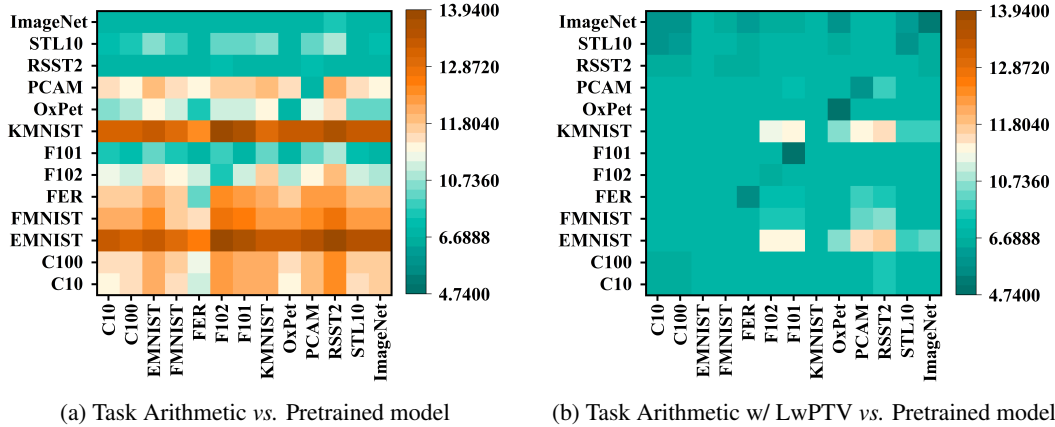 ImageNet
STL10
RSST2
PCAM
OxPet
KMNIST
F101
F102
FER
FMNIST
EMNIST
C100
C10
C10
C100
EMNIST
FMNIST
FER
F102
F101
KMNIST
OxPet
PCAM
RSST2
STL10
ImageNet
13.9400
12.8720
11.8040
10.7360
6.6888
4.7400
(a) Task Arithmetic vs. Pretrained model
ImageNet
STL10
RSST2
PCAM
OxPet
KMNIST
F101
F102
FER
FMNIST
EMNIST
C100
C10
C10
C100
EMNIST
FMNIST
FER
F102
F101
KMNIST
OxPet
PCAM
RSST2
STL10
ImageNet
13.9400
12.8720
11.8040
10.7360
6.6888
4.7400
(b) Task Arithmetic w/ LwPTV vs. Pretrained model